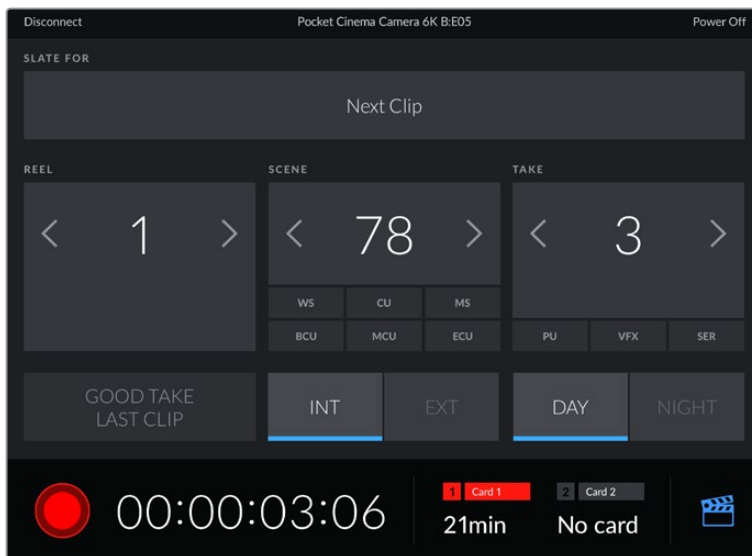 Disconnect Pocket Cinema Camera 6K B:E05 Power Off
SLATE FOR
Next Clip
REEL SCENE TAKE
1 78 3
WS CU MS
BCU MCU ECU PU VFX SER
GOOD TAKE
LAST CLIP
INT EXT DAY NIGHT
00:00:03:06
1 Card 1 2 Card 2
21min No card